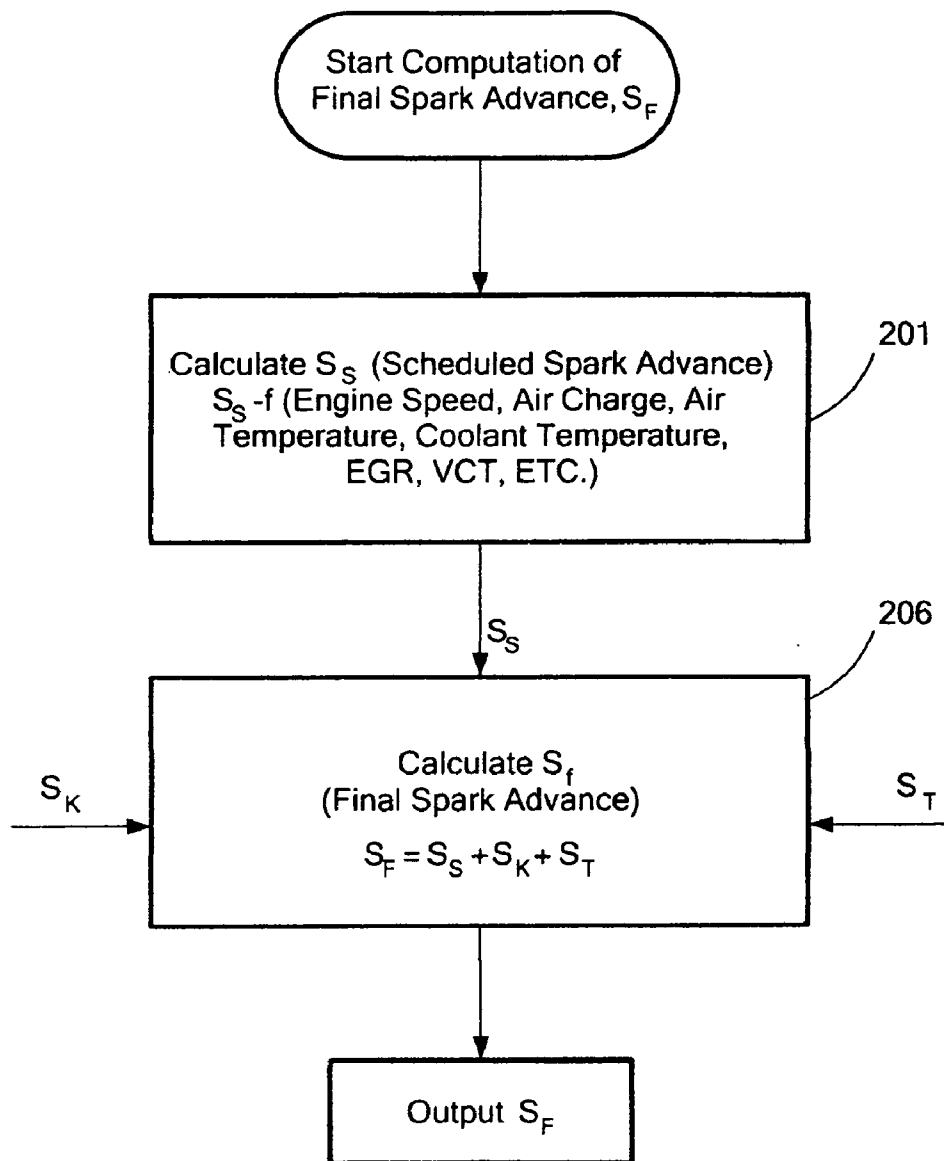 Start Computation of
Final Spark Advance, S_F
Calculate S_S (Scheduled Spark Advance)
S_S -f (Engine Speed, Air Charge, Air
Temperature, Coolant Temperature,
EGR, VCT, ETC.)
201
S_S
206
Calculate S_f
(Final Spark Advance)
S_F = S_S + S_K + S_T
S_K
S_T
Output S_F